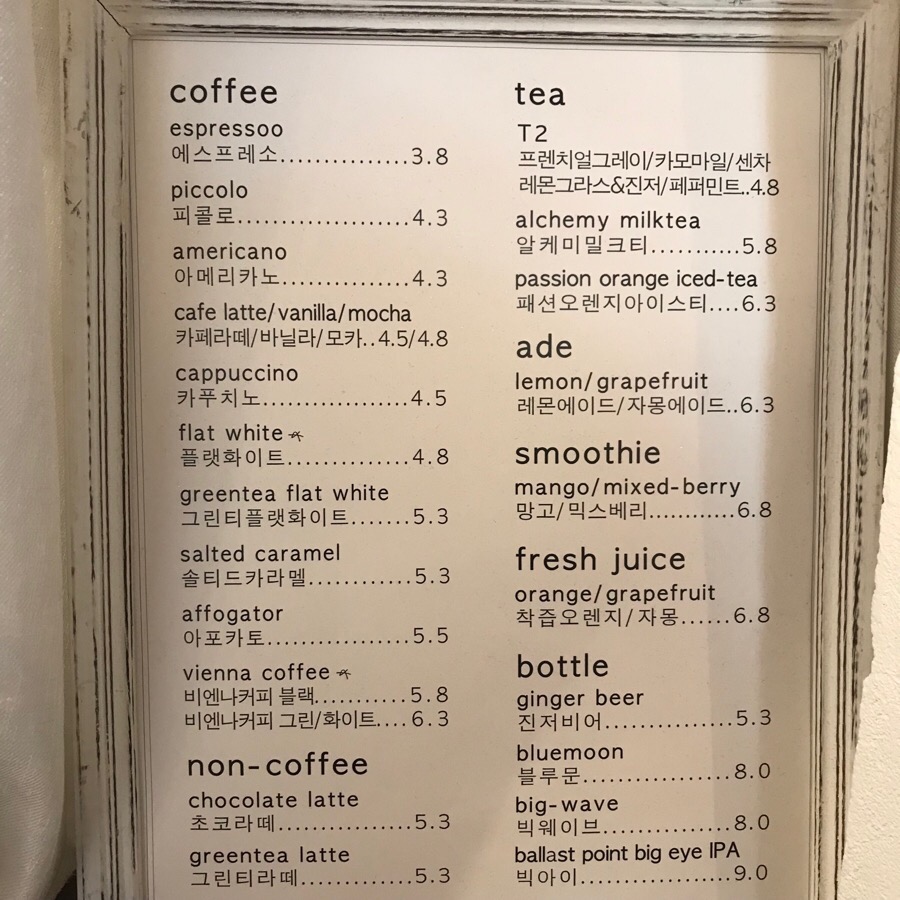 coffee
espressoo
에스프레소...............3.8
piccolo
피콜로....................4.3
americano
아메리카노...............4.3
cafe latte/vanilla/mocha
카페라떼/바닐라/모카..4.5/4.8
cappuccino
카푸치노.................4.5
flat white
플랫화이트..............4.8
greentea flat white
그린티플랫화이트.......5.3
salted caramel
솔티드카라멜............5.3
affogator
아포카토.................5.5
vienna coffee
비엔나커피 블랙...........5.8
비엔나커피 그린/화이트....6.3
non-coffee
chocolate latte
초코라떼................5.3
greentea latte
그린티라떼..............5.3
tea
T2
프렌치얼그레이/카모마일/센차
레몬그라스&진저/페퍼민트..4.8
alchemy milktea
알케미밀크티...........5.8
passion orange iced-tea
패션오렌지아이스티....6.3
ade
lemon/grapefruit
레몬에이드/자몽에이드..6.3
smoothie
mango/mixed-berry
망고/믹스베리............6.8
fresh juice
orange/grapefruit
착즙오렌지/자몽......6.8
bottle
ginger beer
진저비어................5.3
bluemoon
블루문..................8.0
big-wave
빅웨이브................8.0
ballast point big eye IPA
빅아이...................9.0